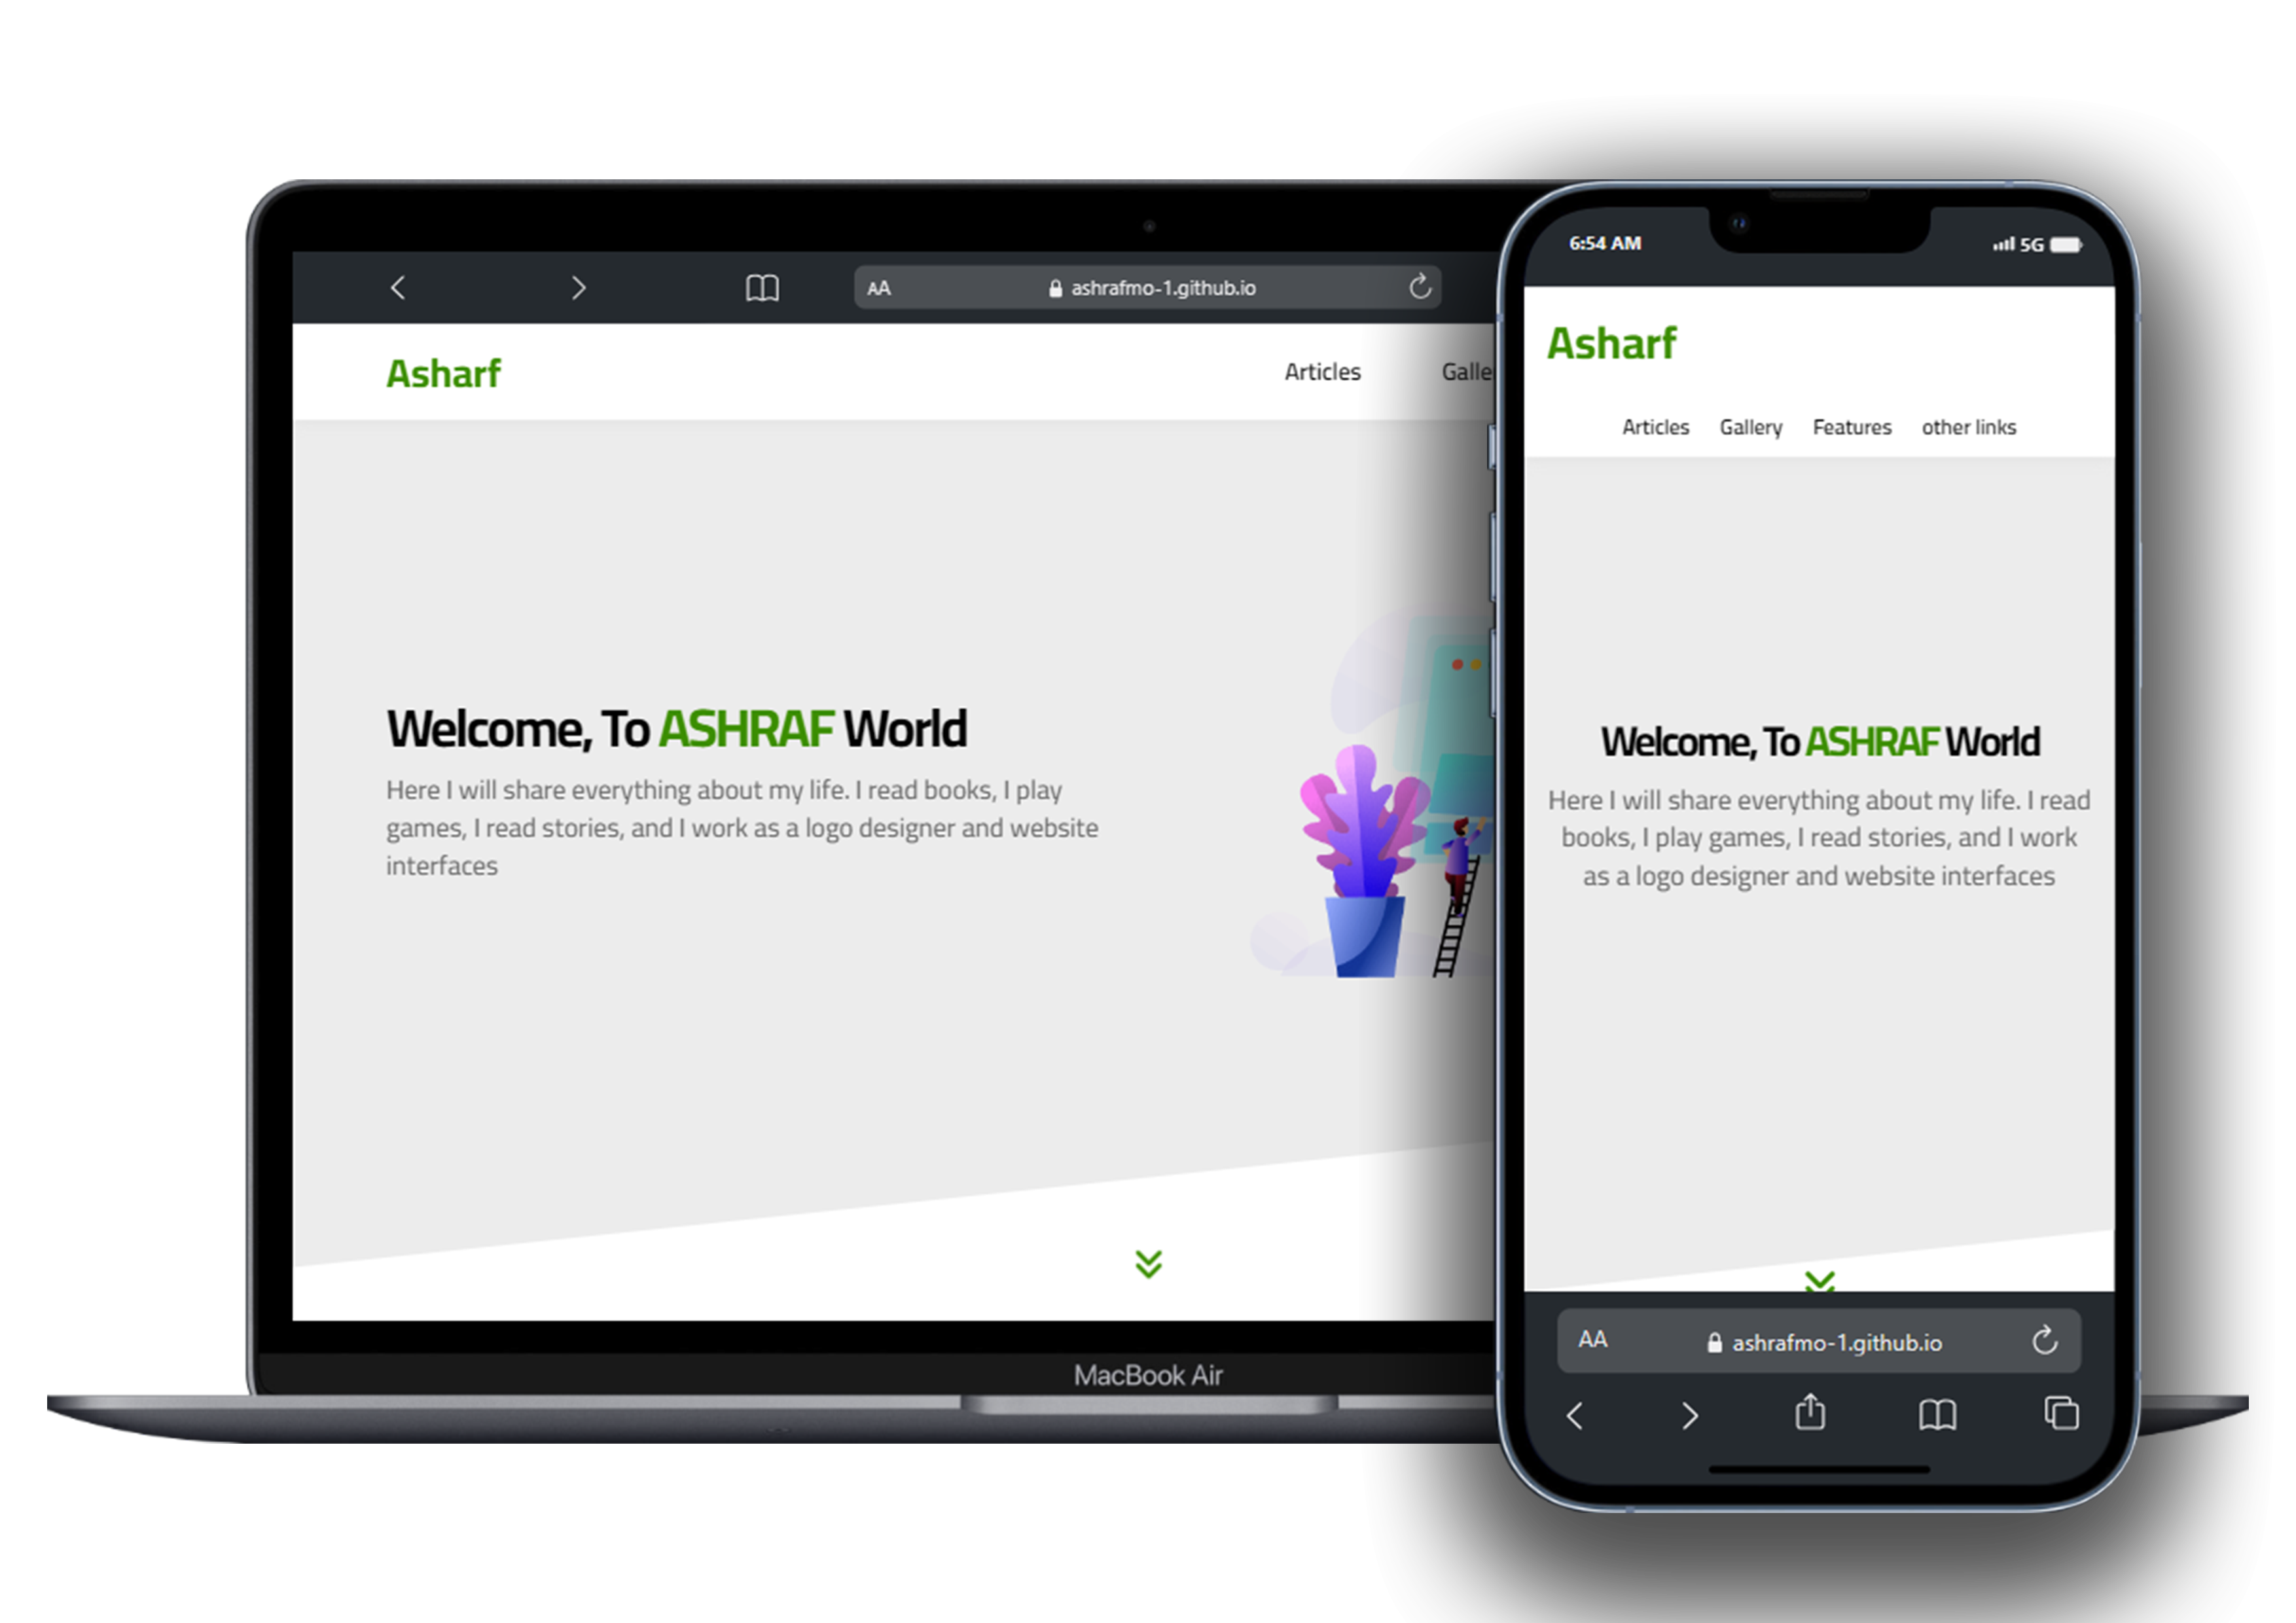 AA
ashrafmo-1.github.io
Asharf
Articles
Welcome, To ASHRAF World
Here I will share everything about my life. I read books, I play
games, I read stories, and I work as a logo designer and website
interfaces
MacBook Air
6:54 AM
5G
Asharf
Articles Gallery Features other links
Welcome, To ASHRAF World
Here I will share everything about my life. I read
books, I play games, I read stories, and I work
as a logo designer and website interfaces
AA
ashrafmo-1.github.io